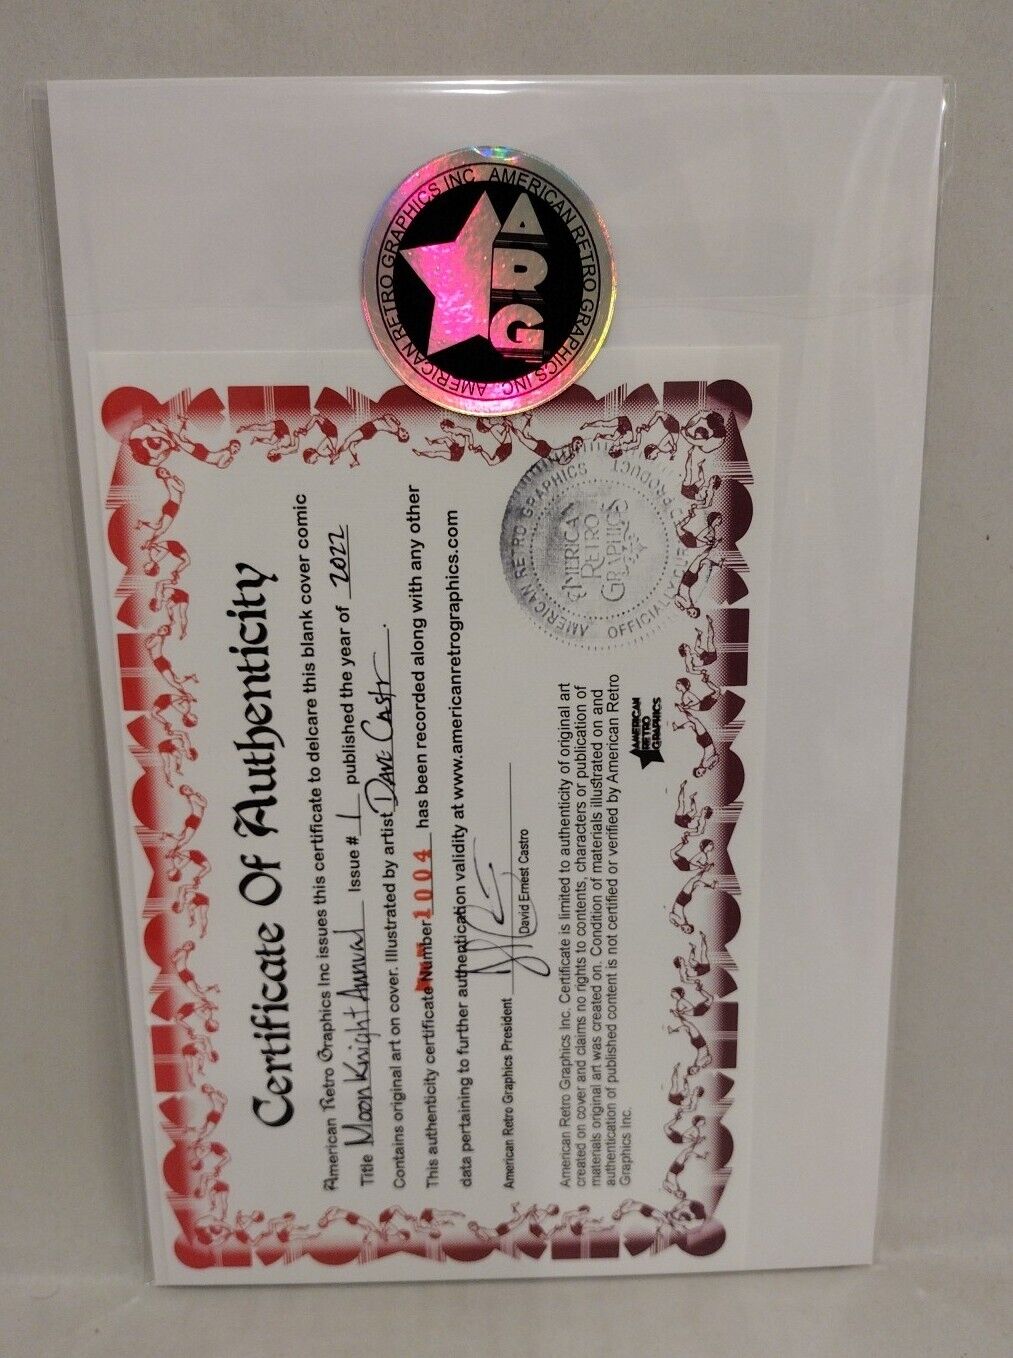 AMERICAN RETRO GRAPHICS INC. AMERICAN RETRO GRAPHICS INC.
ARG
Certificate Of Authenticity
American Retro Graphics Inc issues this certificate to delcare this blank cover comic
Title Moon Knight Annual Issue # 1 published the year of 2022
Contains original art on cover. Illustrated by artist Dave Castr.
This authenticity certificate Number 1004 has been recorded along with any other
data pertaining to further authentication validity at www.americanretrographics.com
American Retro Graphics President
David Ernest Castro
American Retro Graphics Inc. Certificate is limited to authenticity of original art
created on cover and claims no rights to contents, characters or publication of
materials original art was created on. Condition of materials illustrated on and
authentication of published content is not certified or verified by American Retro
Graphics Inc.
AMERICAN
RETRO
GRAPHICS
AMERICAN RETRO GRAPHICS
PRODUCT
OFFICIAL
AMERICAN
RETRO
GRAPHICS